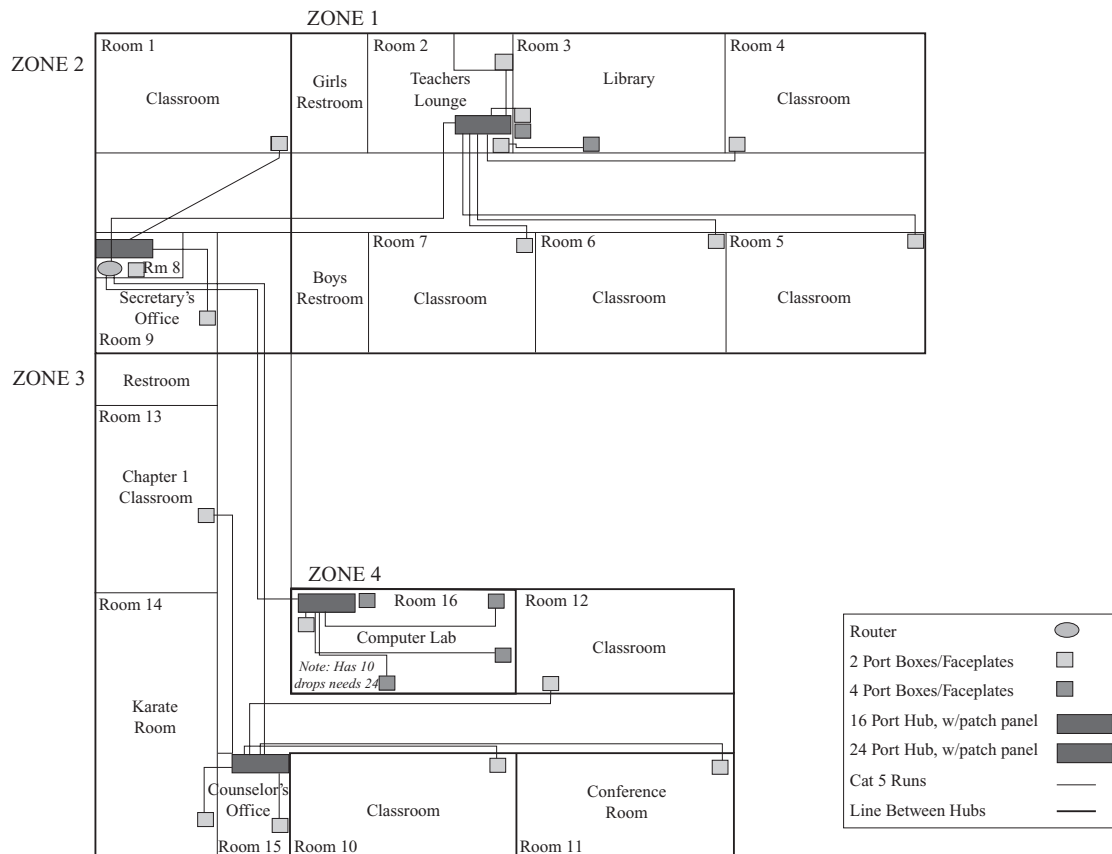 ZONE 1
ZONE 2
Room 1
Classroom
Girls
Restroom
Room 2
Teachers
Lounge
Room 3
Library
Room 4
Classroom
Rm 8
Secretary's
Office
Room 9
Boys
Restroom
Room 7
Classroom
Room 6
Classroom
Room 5
Classroom
ZONE 3
Restroom
Room 13
Chapter 1
Classroom
Room 14
Karate
Room
ZONE 4
Room 16
Computer Lab
Note: Has 10
drops needs 24
Room 12
Classroom
Counselor's
Office
Room 15
Classroom
Room 10
Conference
Room
Room 11
Router
2 Port Boxes/Faceplates
4 Port Boxes/Faceplates
16 Port Hub, w/patch panel
24 Port Hub, w/patch panel
Cat 5 Runs
Line Between Hubs